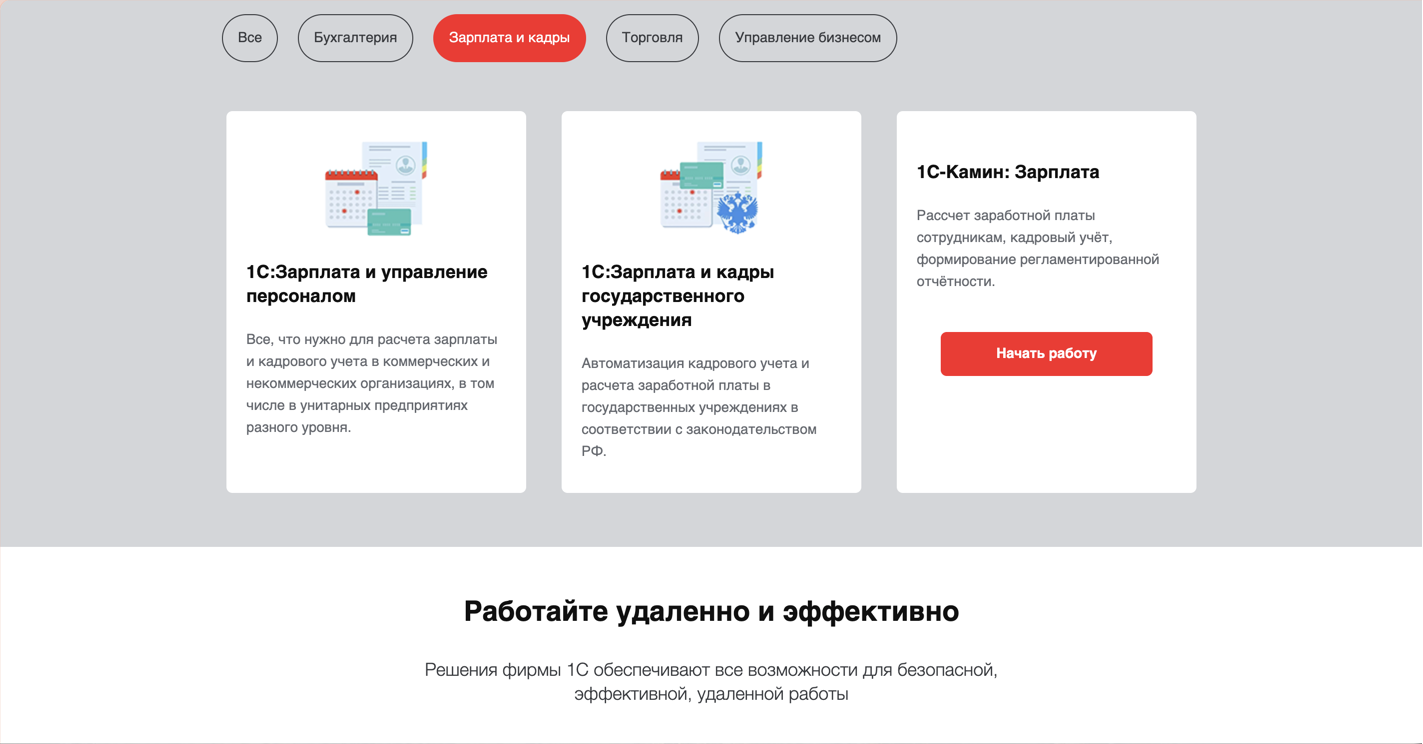 Все
Бухгалтерия
Зарплата и кадры
Торговля
Управление бизнесом
1С:Зарплата и управление
персоналом
Все, что нужно для расчета зарплаты
и кадрового учета в коммерческих и
некоммерческих организациях, в том
числе в унитарных предприятиях
разного уровня.
1С:Зарплата и кадры
государственного
учреждения
Автоматизация кадрового учета и
расчета заработной платы в
государственных учреждениях в
соответствии с законодательством
РФ.
1С-Камин: Зарплата
Рассчет заработной платы
сотрудникам, кадровый учёт,
формирование регламентированной
отчётности.
Начать работу
Работайте удаленно и эффективно
Решения фирмы 1С обеспечивают все возможности для безопасной,
эффективной, удаленной работы